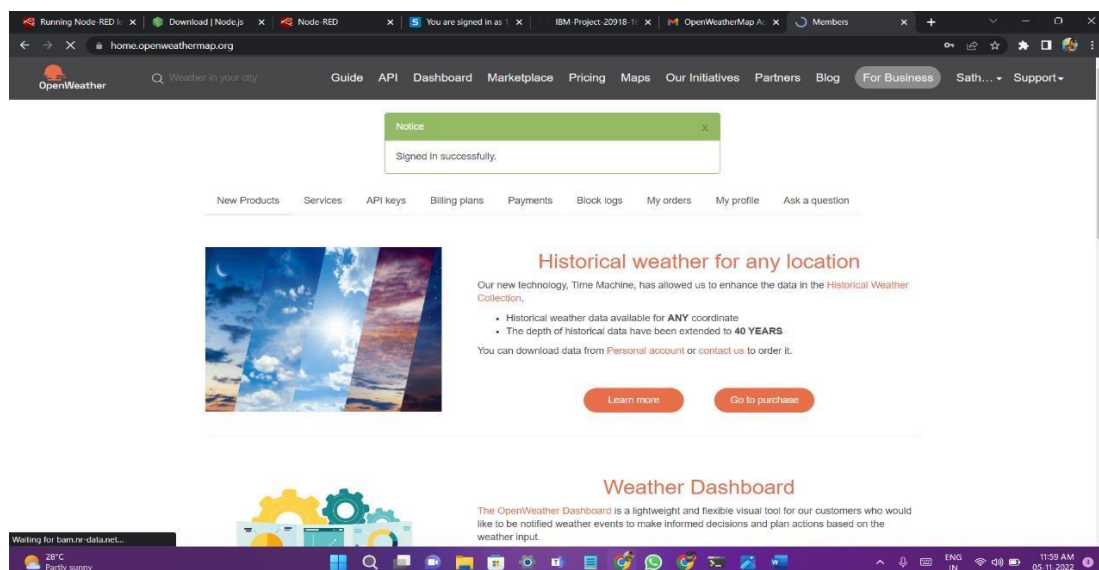 Running Node-RED lo
Download | Node.js
Node-RED
You are signed in as 1
IBM-Project-20918-16
OpenWeatherMap Ac
Members
home.openweathermap.org
OpenWeather
Weather in your city
Guide API Dashboard Marketplace Pricing Maps Our Initiatives Partners Blog For Business Sath... Support
Notice x
Signed in successfully.
New Products Services API keys Billing plans Payments Block logs My orders My profile Ask a question
Historical weather for any location
Our new technology, Time Machine, has allowed us to enhance the data in the Historical Weather
Collection.
• Historical weather data available for ANY coordinate
• The depth of historical data have been extended to 40 YEARS
You can download data from Personal account or contact us to order it.
Learn more Go to purchase
Weather Dashboard
The OpenWeather Dashboard is a lightweight and flexible visual tool for our customers who would
like to be notified weather events to make informed decisions and plan actions based on the
weather input.
Waiting for bam.nr-data.net...
28°C
Partly sunny
ENG
IN
11:59 AM
05-11-2022